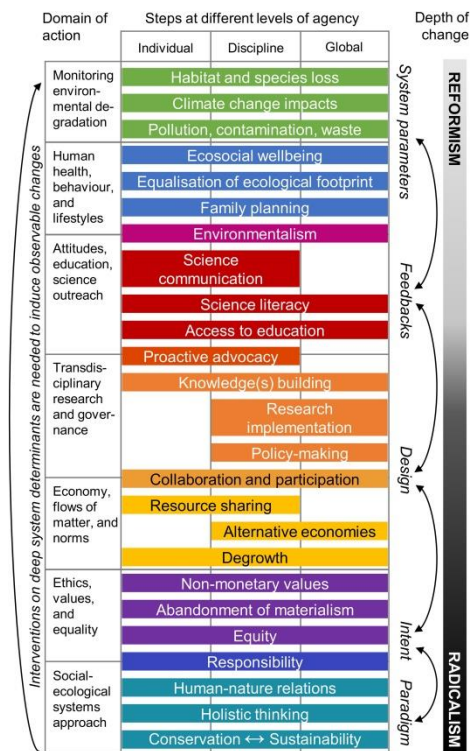 Domain of
action
Steps at different levels of agency
Depth of
change
Individual
Discipline
Global
Monitoring
environ-
mental de-
gradation
Habitat and species loss
Climate change impacts
Pollution, contamination, waste
Human
health,
behaviour,
and
lifestyles
Ecosocial wellbeing
Equalisation of ecological footprint
Family planning
Environmentalism
Attitudes,
education,
science
outreach
Science
communication
Science literacy
Access to education
Proactive advocacy
Transdis-
ciplinary
research
and gover-
nance
Knowledge(s) building
Research
implementation
Policy-making
Collaboration and participation
Economy,
flows of
matter, and
norms
Resource sharing
Alternative economies
Degrowth
Ethics,
values,
and
equality
Non-monetary values
Abandonment of materialism
Equity
Responsibility
Social-
ecological
systems
approach
Human-nature relations
Holistic thinking
Conservation ↔ Sustainability
Interventions on deep system determinants are needed to induce observable changes
System parameters
Feedbacks
Design
Intent
Paradigm
REFORMISM
RADICALISM